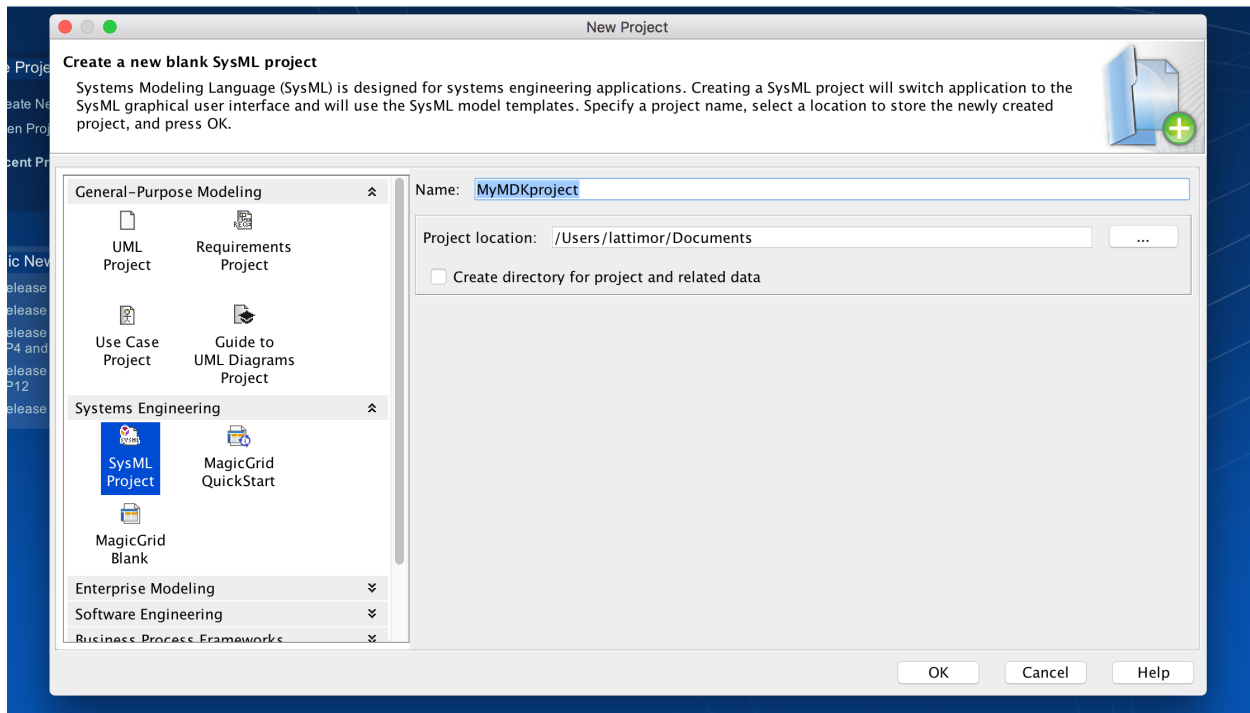 New Project
Create a new blank SysML project
Systems Modeling Language (SysML) is designed for systems engineering applications. Creating a SysML project will switch application to the
SysML graphical user interface and will use the SysML model templates. Specify a project name, select a location to store the newly created
project, and press OK.
General-Purpose Modeling
UML
Project
Requirements
Project
Use Case
Project
Guide to
UML Diagrams
Project
Systems Engineering
SysML
Project
MagicGrid
QuickStart
MagicGrid
Blank
Enterprise Modeling
Software Engineering
Business Process Frameworks
Name: MyMDKproject
Project location: /Users/lattimor/Documents
...
Create directory for project and related data
OK
Cancel
Help